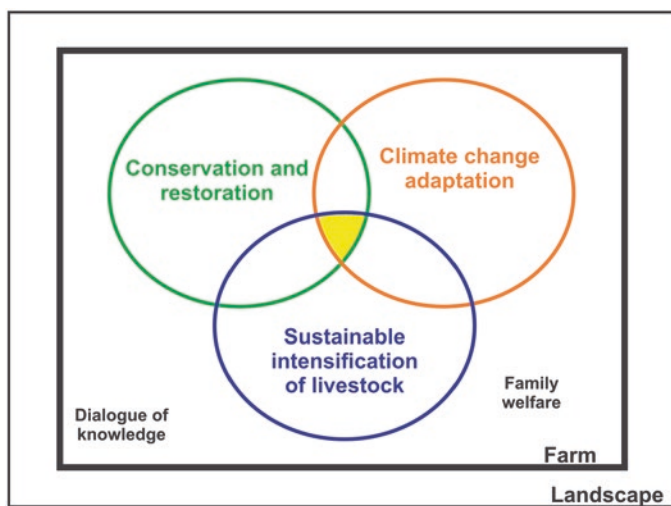 Conservation and
restoration
Climate change
adaptation
Sustainable
intensification
of livestock
Family
welfare
Dialogue of
knowledge
Farm
Landscape